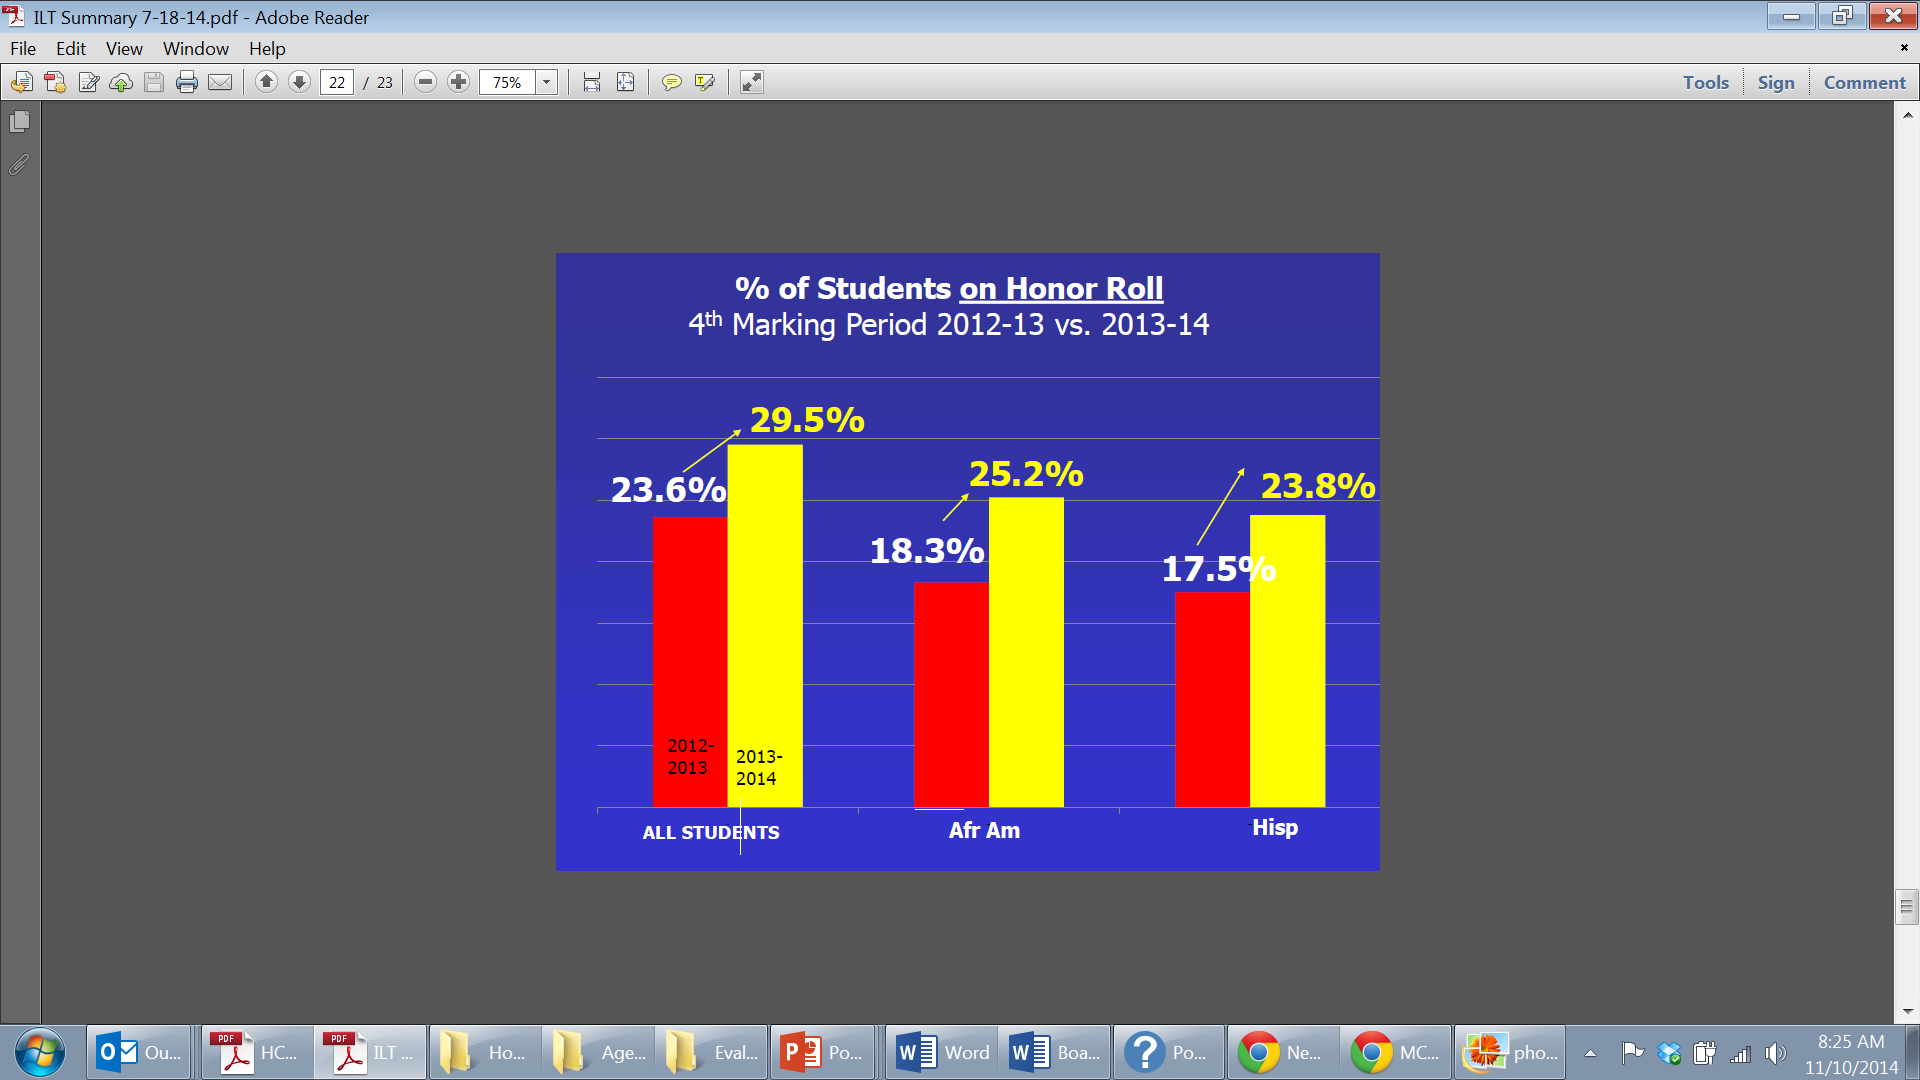 ILT Summary 7-18-14.pdf - Adobe Reader
File Edit View Window Help
22 / 23 75% Tools Sign Comment
% of Students on Honor Roll
4th Marking Period 2012-13 vs. 2013-14
29.5%
23.6%
25.2%
18.3%
23.8%
17.5%
2012-
2013
2013-
2014
ALL STUDENTS
Afr Am
Hisp
Ou... HC... ILT ... Ho... Age... Eval... Po... Word Boa... Po... Ne... MC... pho...
8:25 AM
11/10/2014